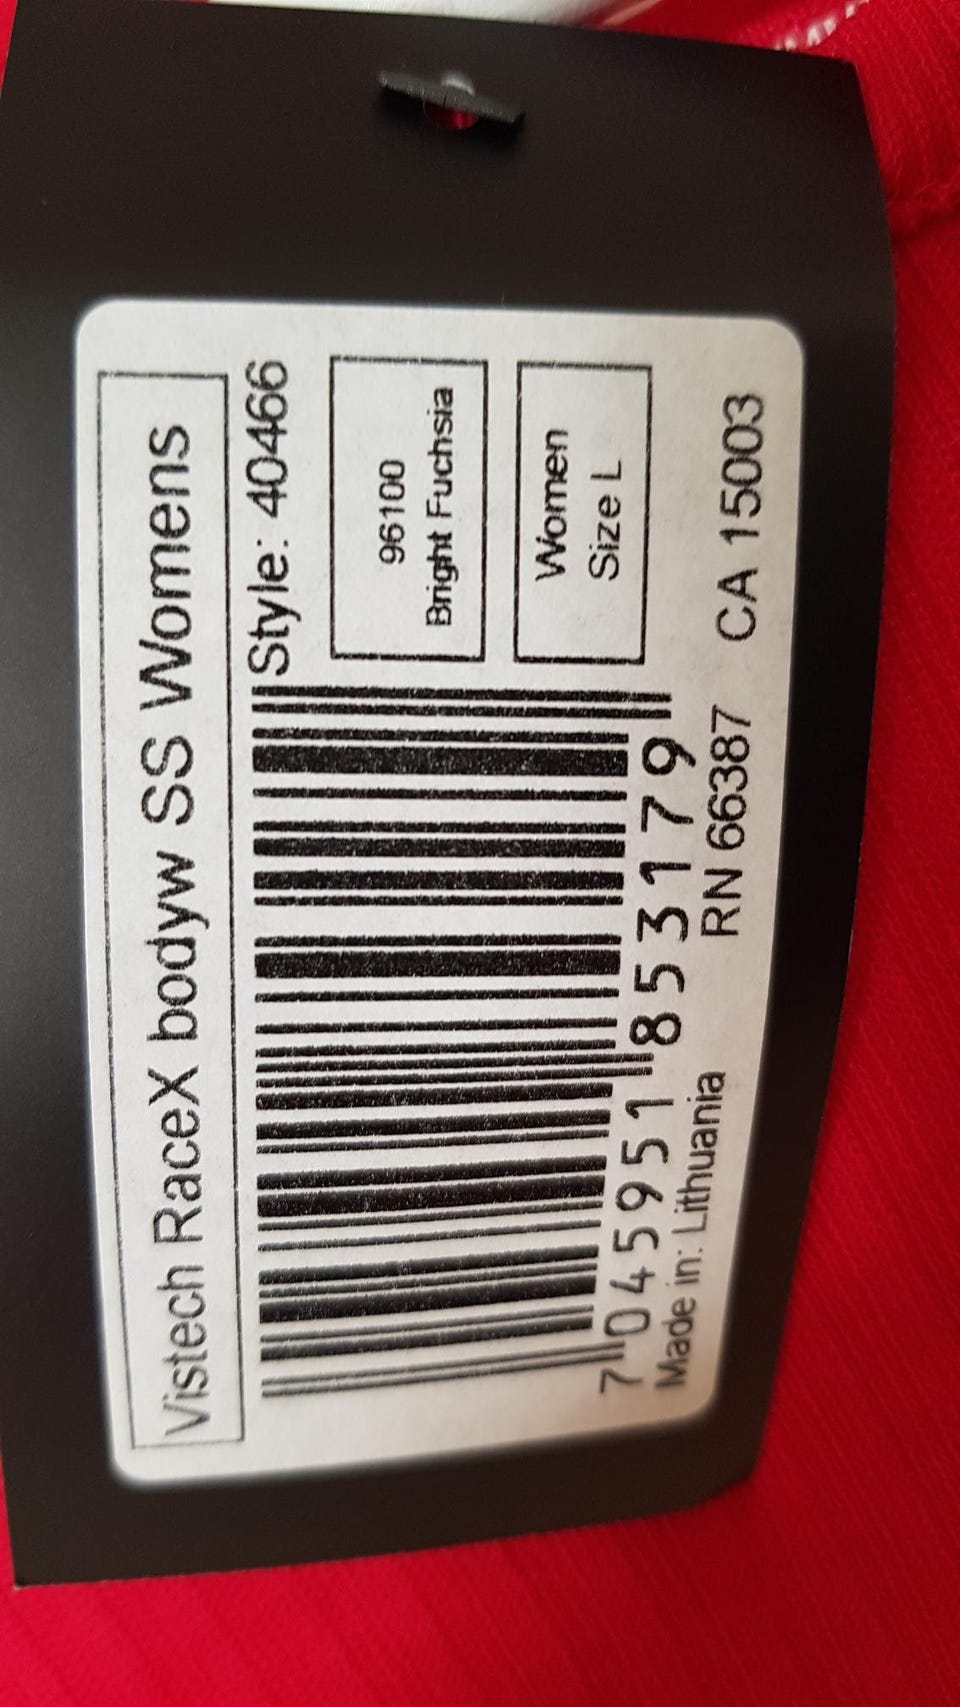 Vistech RaceX bodyw SS Womens
Style: 40466
96100
Bright Fuchsia
Women
Size L
7 045951 853179
Made in: Lithuania RN 66387 CA 15003